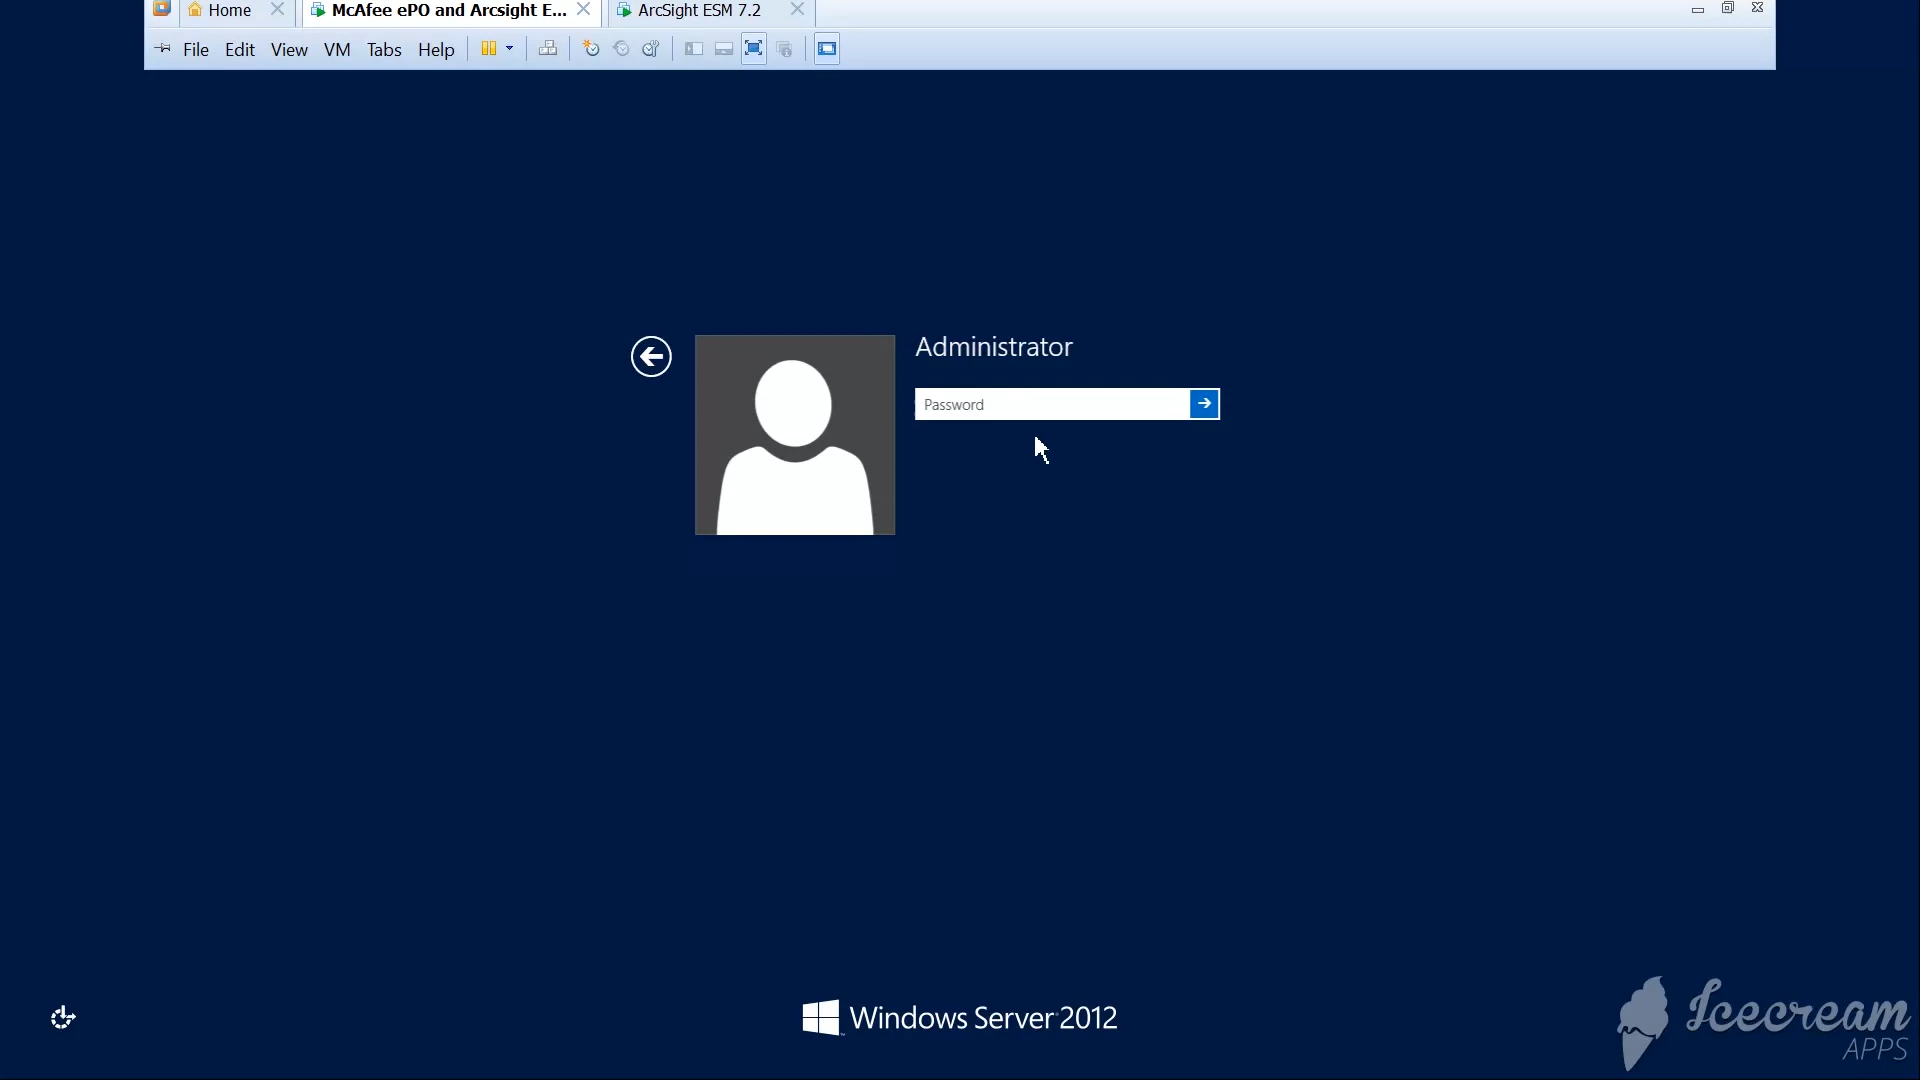 Home
McAfee ePO and Arcsight E...
ArcSight ESM 7.2
File Edit View VM Tabs Help
Administrator
Password
Windows Server 2012
Icecream
APPS